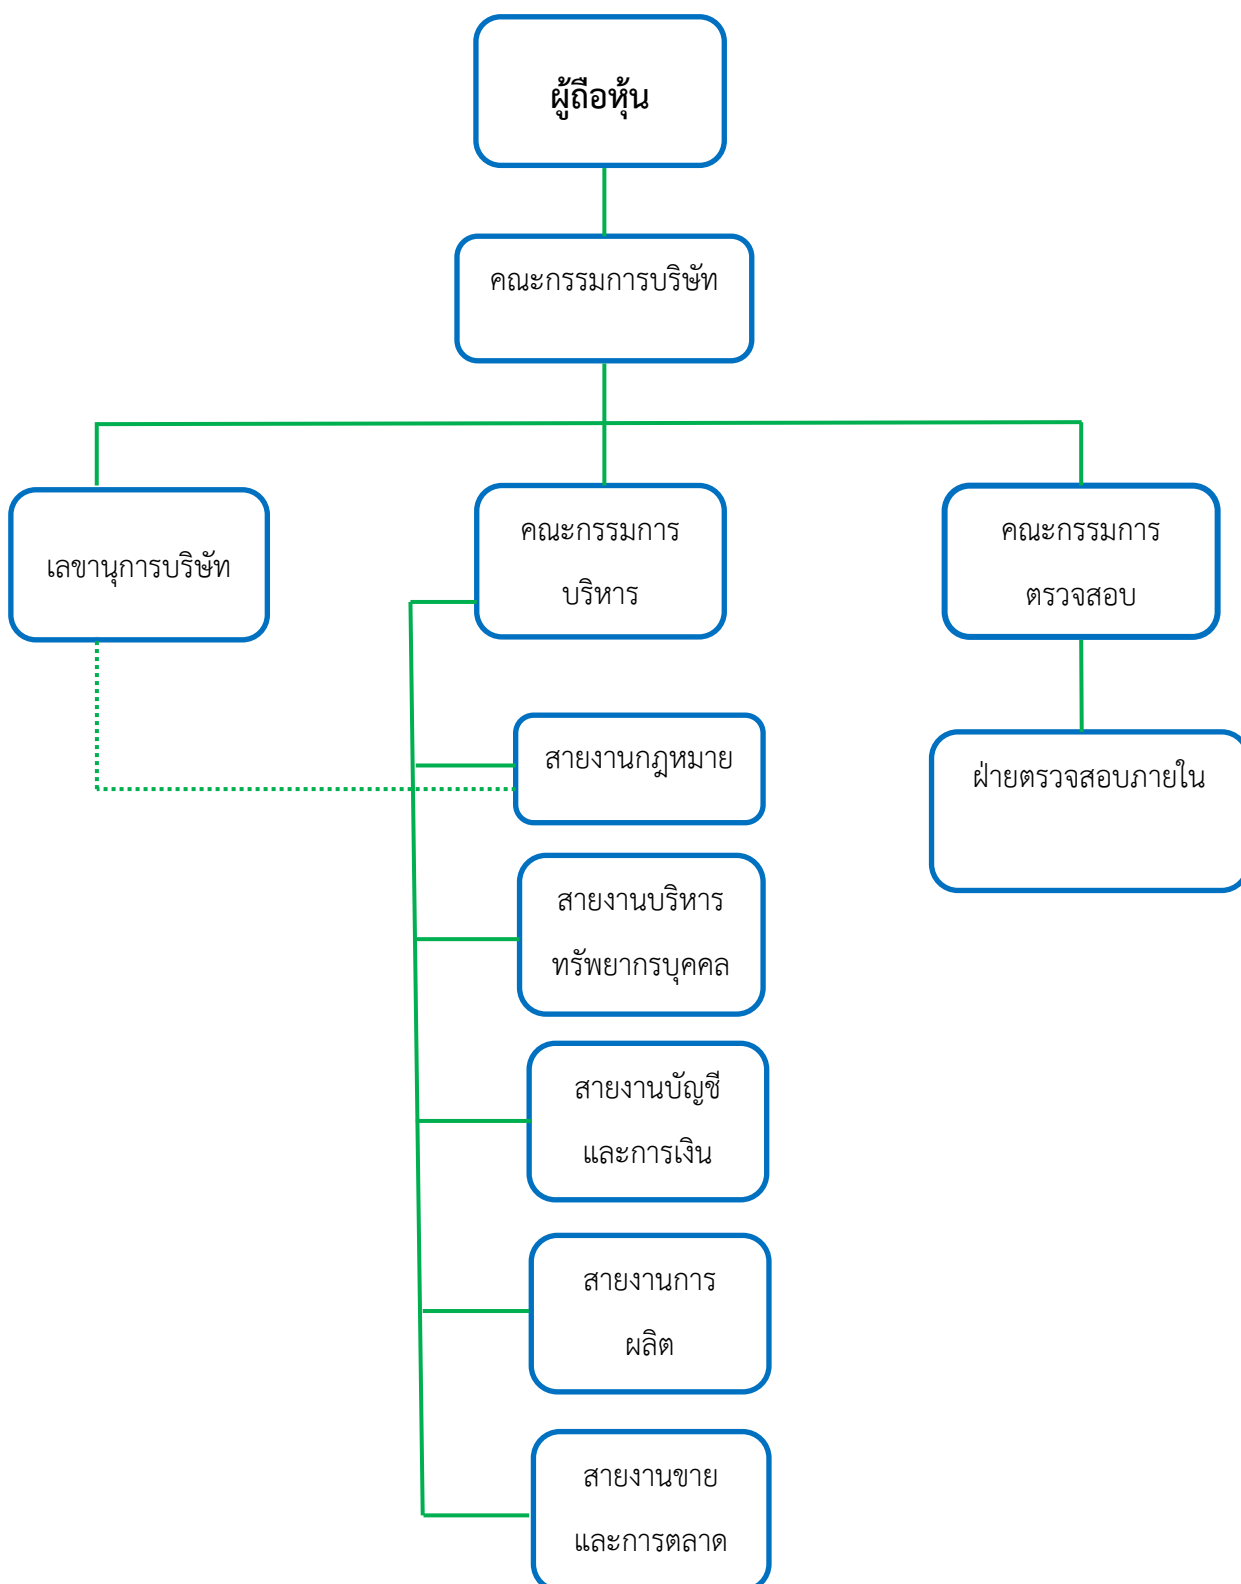 ผู้ถือหุ้น
คณะกรรมการบริษัท
เลขานุการบริษัท
คณะกรรมการ
บริหาร
คณะกรรมการ
ตรวจสอบ
สายงานกฎหมาย
ฝ่ายตรวจสอบภายใน
สายงานบริหาร
ทรัพยากรบุคคล
สายงานบัญชี
และการเงิน
สายงานการ
ผลิต
สายงานขาย
และการตลาด